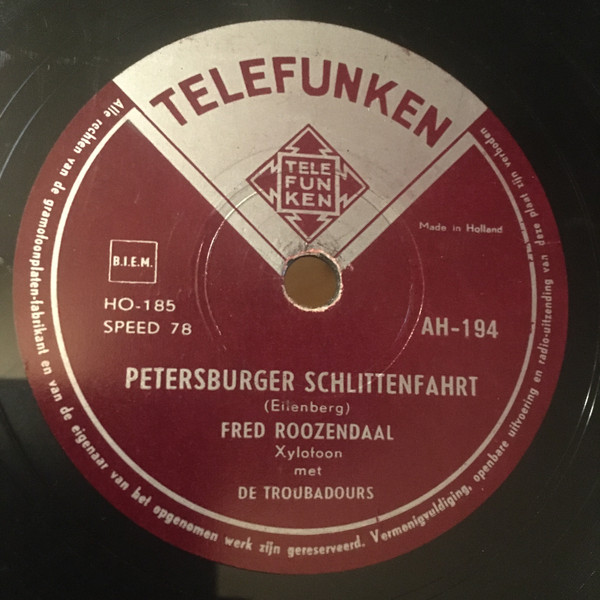 TELEFUNKEN
TELE
FUN
KEN
Made in Holland
B.I.E.M.
HO-185
SPEED 78
AH-194
PETERSBURGER SCHLITTENFAHRT
(Eilenberg)
FRED ROOZENDAAL
Xylofoon
met
DE TROUBADOURS
Alle rechten van de gramofoonplaten-fabrikant en van de eigenaar van het opgenomen werk zijn gereserveerd. Vermenigvuldiging, openbare uitvoering en radio-uitzending van deze plaat zijn verboden